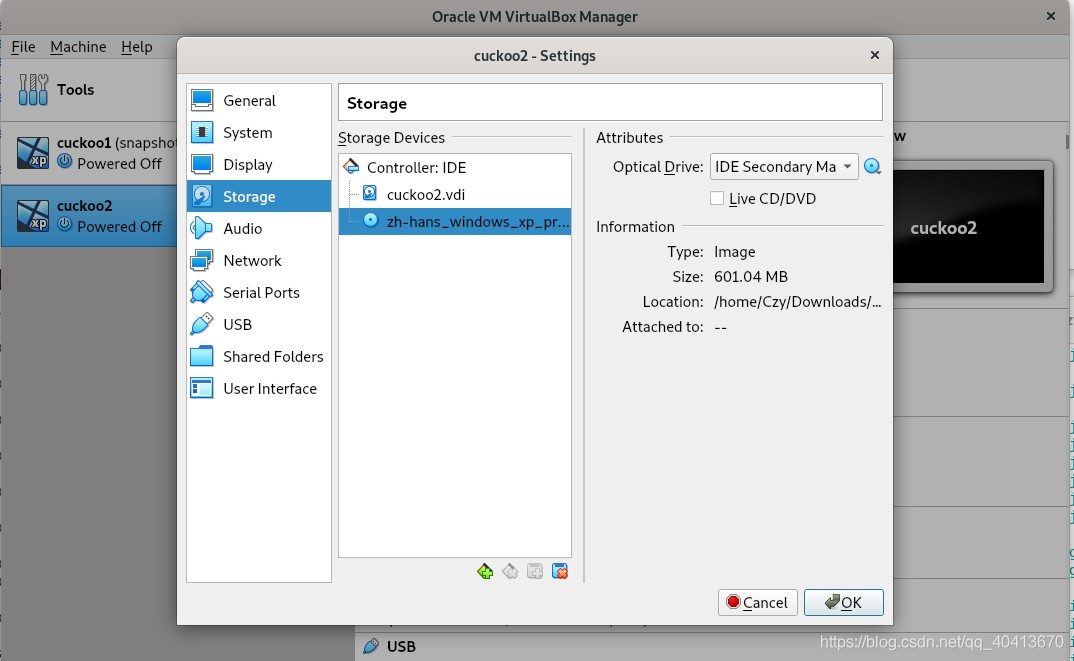 Oracle VM VirtualBox Manager
File Machine Help
Tools
cuckoo1 (snapshot
Powered Off
cuckoo2
Powered Off
cuckoo2 - Settings
General
System
Display
Storage
Audio
Network
Serial Ports
USB
Shared Folders
User Interface
Storage
Storage Devices
Controller: IDE
cuckoo2.vdi
zh-hans_windows_xp_pr...
Attributes
Optical Drive: IDE Secondary Ma
Live CD/DVD
Information
Type: Image
Size: 601.04 MB
Location: /home/Czy/Downloads/...
Attached to: --
Cancel OK
cuckoo2
USB
https://blog.csdn.net/qq_40413670